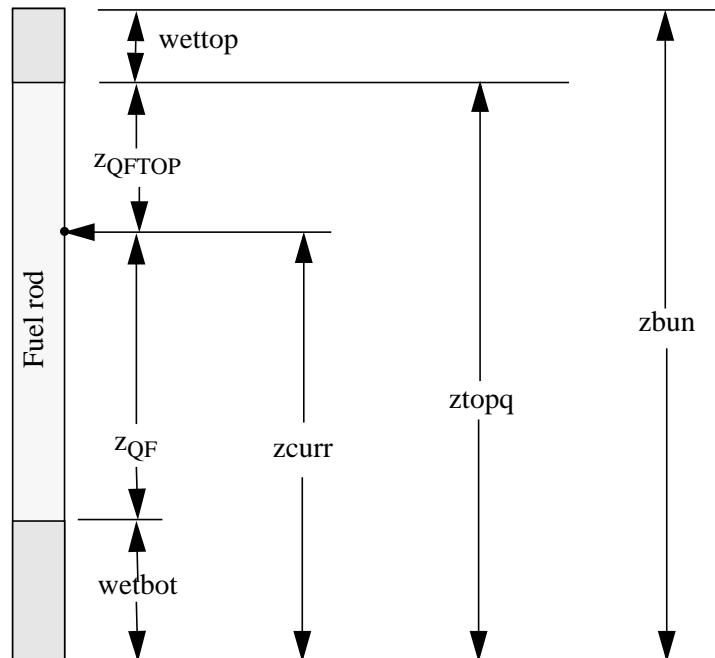 wettop
zQFTOP
Fuel rod
zbun
ztopq
zQF
zcurr
wetbot